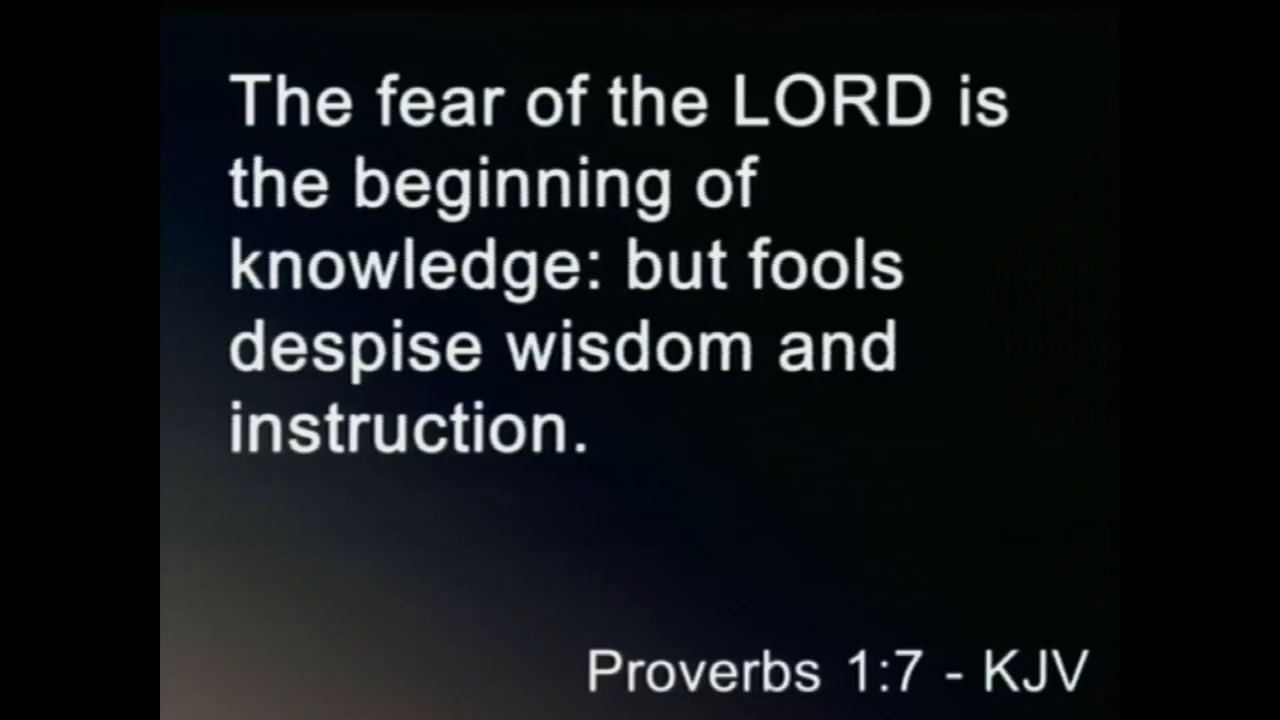 The fear of the LORD is
the beginning of
knowledge: but fools
despise wisdom and
instruction.
Proverbs 1:7 - KJV